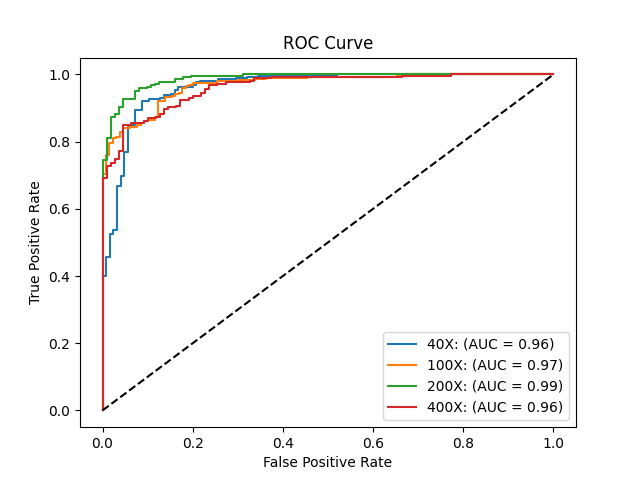 ROC Curve
True Positive Rate
1.0
0.8
0.6
0.4
0.2
0.0
0.0 0.2 0.4 0.6 0.8 1.0
False Positive Rate
40X: (AUC = 0.96)
100X: (AUC = 0.97)
200X: (AUC = 0.99)
400X: (AUC = 0.96)